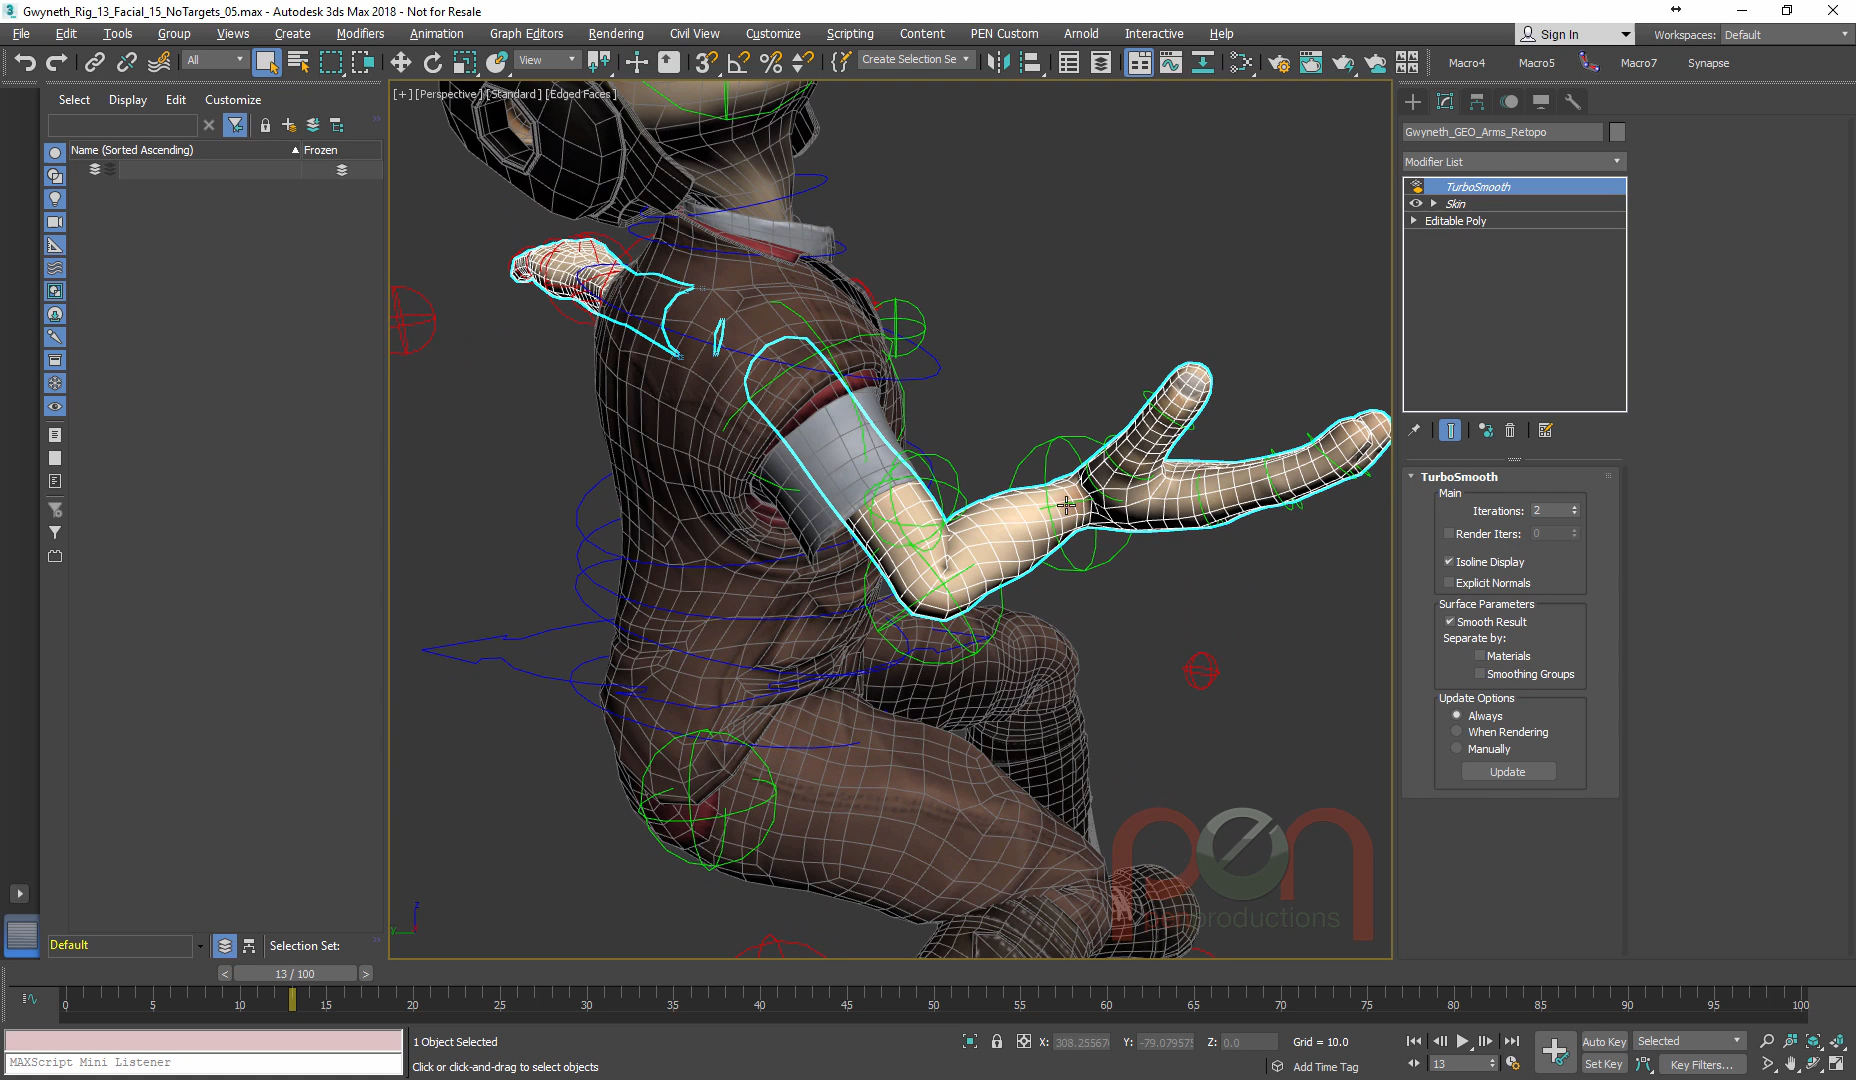 Gwyneth_Rig_13_Facial_15_NoTargets_05.max - Autodesk 3ds Max 2018 - Not for Resale
File Edit Tools Group Views Create Modifiers Animation Graph Editors Rendering Civil View Customize Scripting Content PEN Custom Arnold Interactive Help Sign In Workspaces: Default
All View Create Selection Se Macro4 Macro5 Macro7 Synapse
Select Display Edit Customize
[+] [Perspective] [Standard] [Edged Faces]
Name (Sorted Ascending) Frozen
Gwyneth_GEO_Arms_Retopo
Modifier List
TurboSmooth
Skin
Editable Poly
TurboSmooth
Main
Iterations: 2
Render Iters: 0
Isoline Display
Explicit Normals
Surface Parameters
Smooth Result
Separate by:
Materials
Smoothing Groups
Update Options
Always
When Rendering
Manually
Update
pen
productions
Default Selection Set:
< 13 / 100 >
0 5 10 15 20 25 30 35 40 45 50 55 60 65 70 75 80 85 90 95 100
1 Object Selected X: 308.25567 Y: -79.079575 Z: 0.0 Grid = 10.0 Auto Key Selected
MAXScript Mini Listener Click or click-and-drag to select objects Add Time Tag 13 Set Key Key Filters...